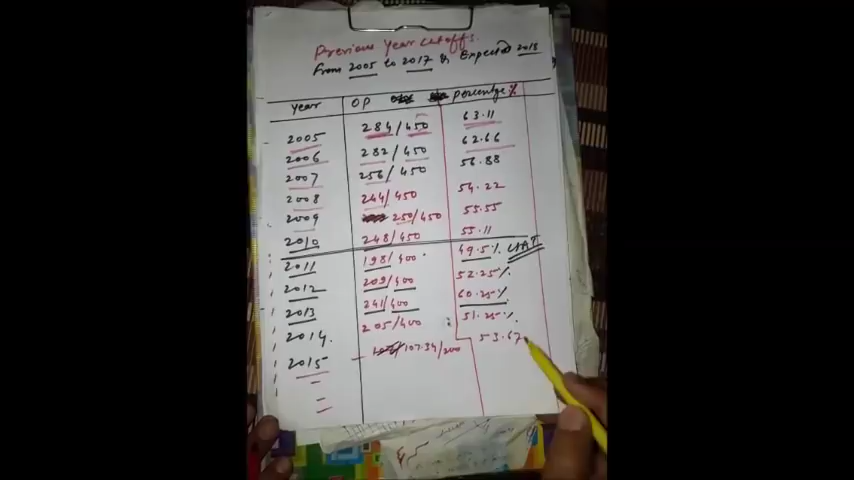 Previous Year cutoffs.
From 2005 to 2017 & Expected 2018
Year OP percentge %
2005 284/450 63.11
2006 282/450 62.66
2007 256/450 56.88
2008 244/450 54.22
2009 250/450 55.55
2010 248/450 55.11
2011 198/400 49.5%
2012 209/400 52.25%
2013 241/400 60.25%
2014. 205/400 51.25%
2015 107.34/200 53.67